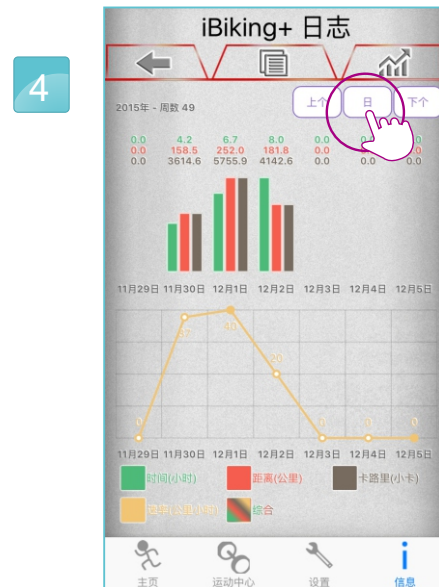 4
iBiking+ 日志
2015年 - 周数 49
上个 日 下个
0.0 4.2 6.7 8.0 0.0 0.0
0.0 158.5 252.0 181.8 0.0 0.0
0.0 3614.6 5755.9 4142.6 0.0 0.0 0.0
11月29日 11月30日 12月1日 12月2日 12月3日 12月4日 12月5日
0 37 40 20 0 0 0
11月29日 11月30日 12月1日 12月2日 12月3日 12月4日 12月5日
时间(小时) 距离(公里) 卡路里(小卡)
速率(公里/小时) 综合
主页 运动中心 设置 信息